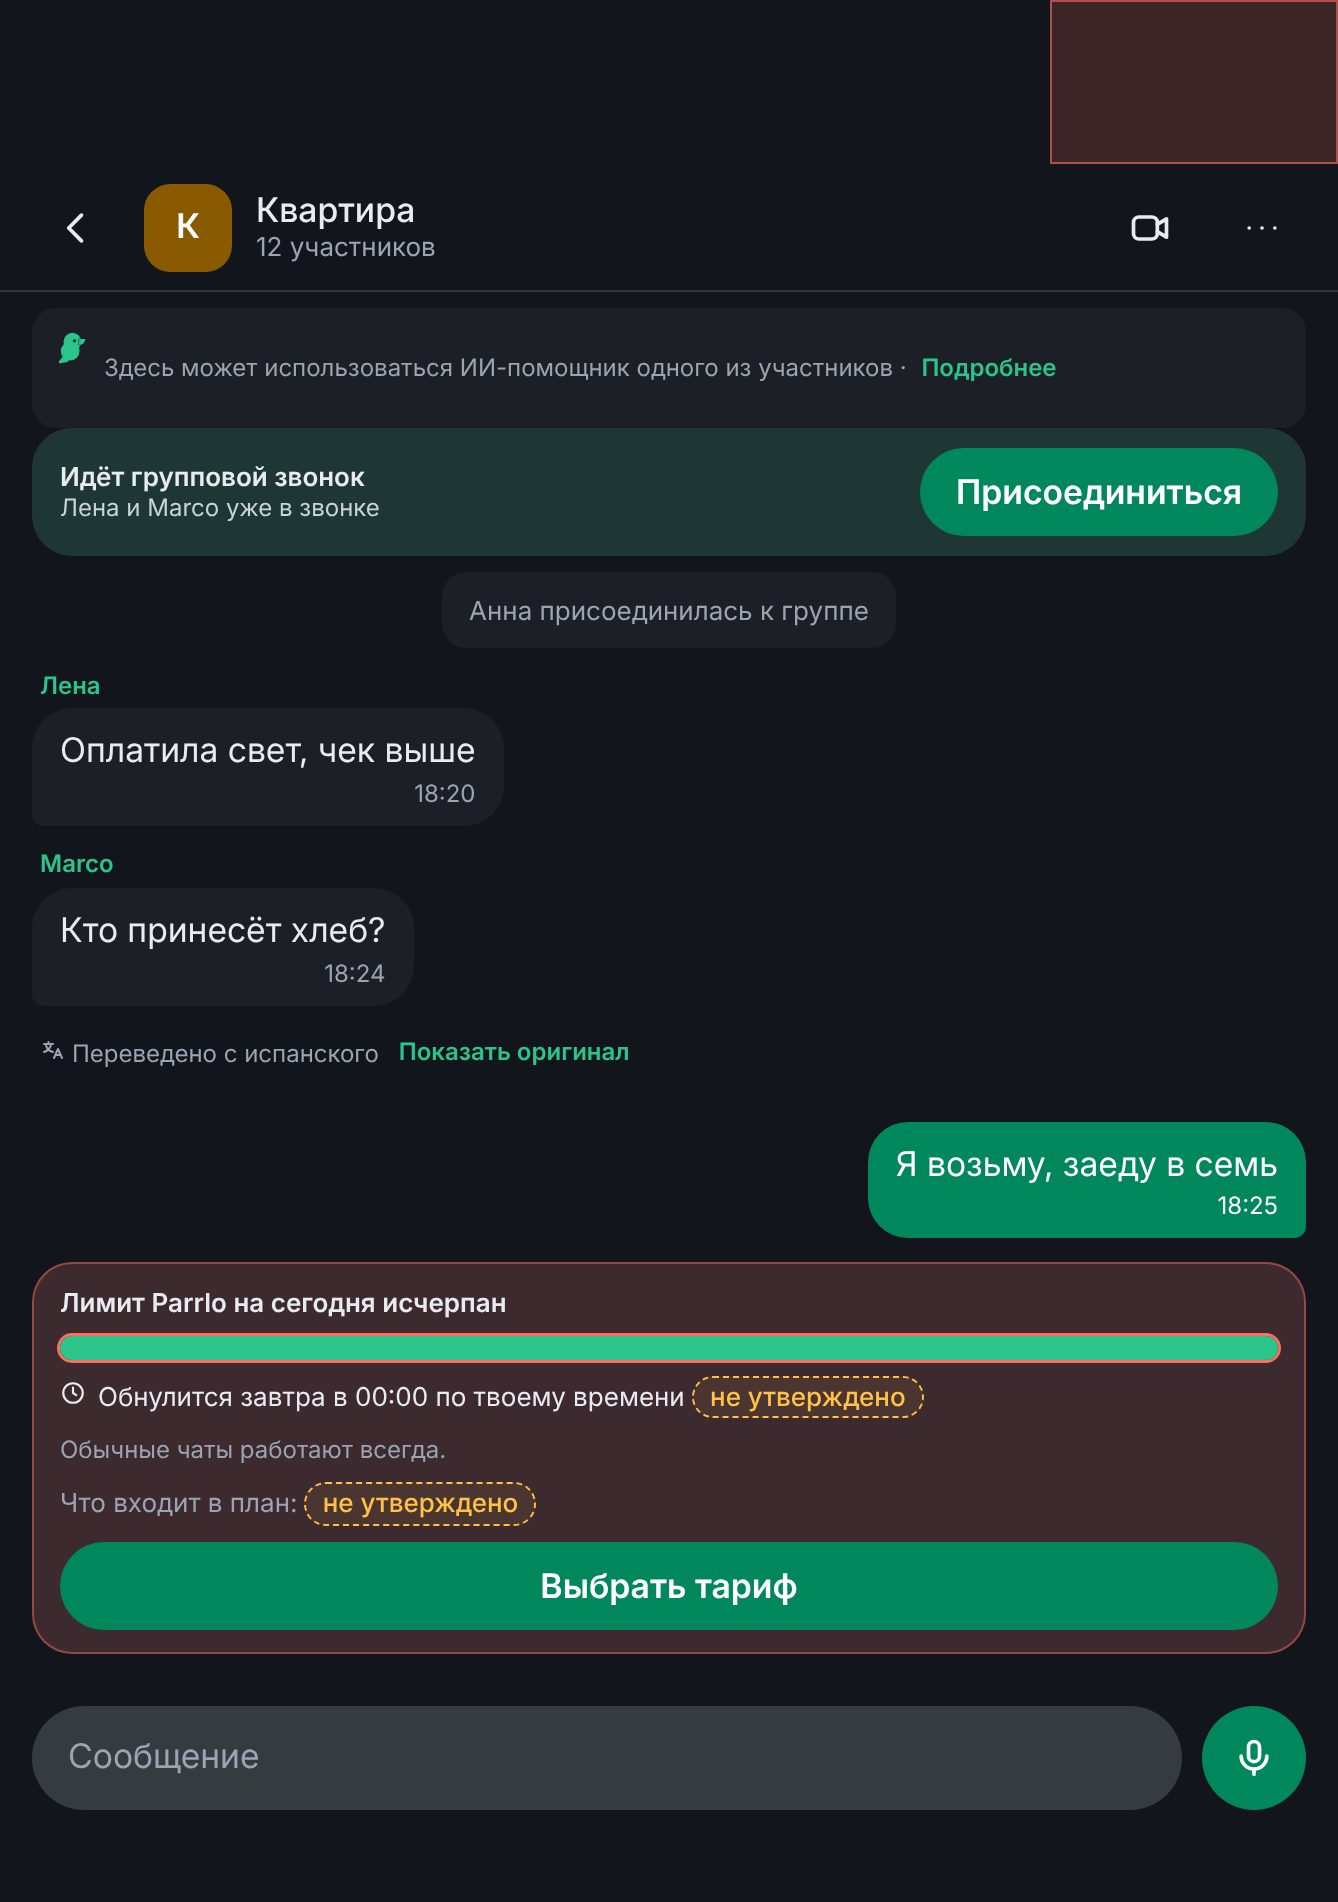 К
Квартира
12 участников
Здесь может использоваться ИИ-помощник одного из участников · Подробнее
Идёт групповой звонок
Лена и Marco уже в звонке
Присоединиться
Анна присоединилась к группе
Лена
Оплатила свет, чек выше
18:20
Marco
Кто принесёт хлеб?
18:24
Переведено с испанского Показать оригинал
Я возьму, заеду в семь
18:25
Лимит Parrlo на сегодня исчерпан
Обнулится завтра в 00:00 по твоему времени не утверждено
Обычные чаты работают всегда.
Что входит в план: не утверждено
Выбрать тариф
Сообщение